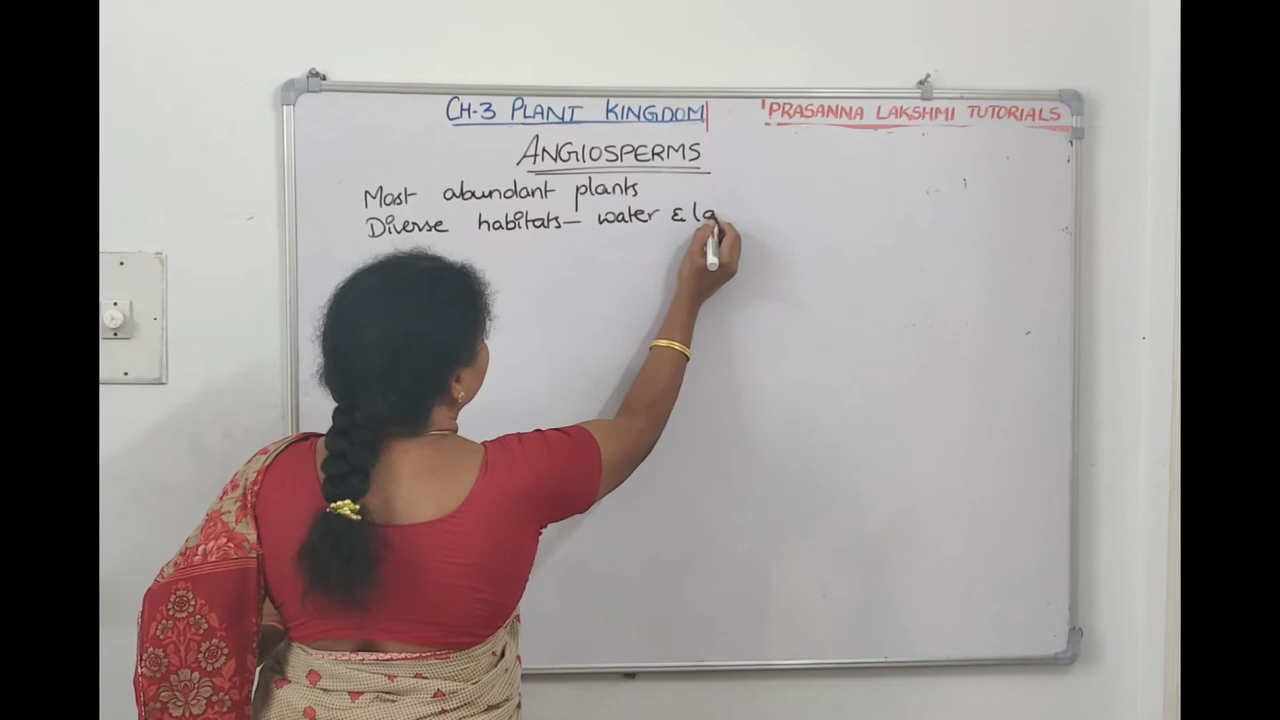 CH-3 PLANT KINGDOM
'PRASANNA LAKSHMI TUTORIALS
ANGIOSPERMS
Most abundant plants
Diverse habitats— water & la